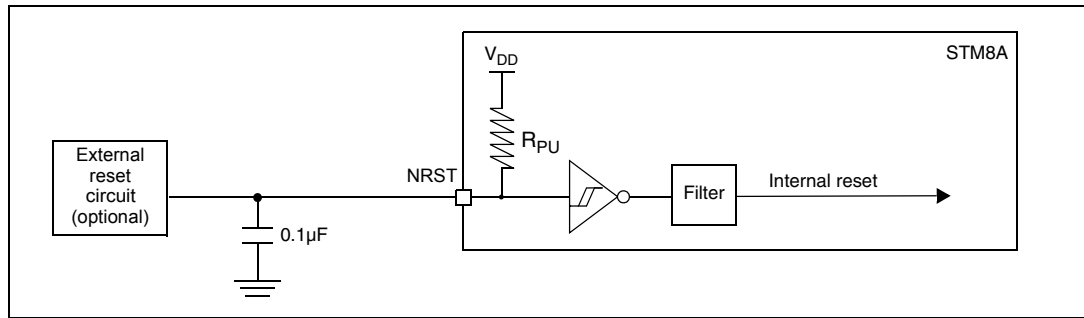 STM8A
VDD
RPU
External
reset
circuit
(optional)
NRST
Filter
Internal reset
0.1µF